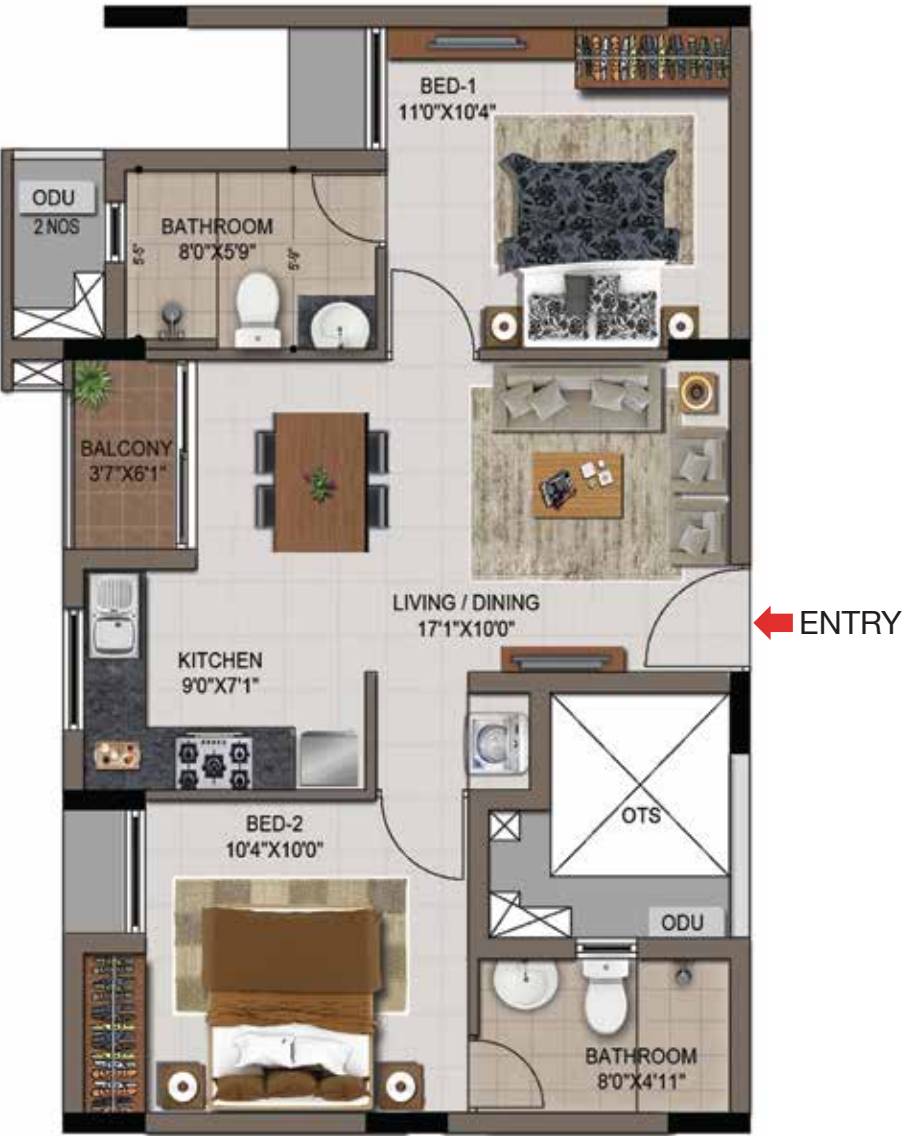 BED-1
11'0"X10'4"
ODU
2 NOS
BATHROOM
8'0"X5'9"
5'-5"
5'-9"
BALCONY
3'7"X6'1"
LIVING / DINING
17'1"X10'0"
ENTRY
KITCHEN
9'0"X7'1"
OTS
BED-2
10'4"X10'0"
ODU
BATHROOM
8'0"X4'11"